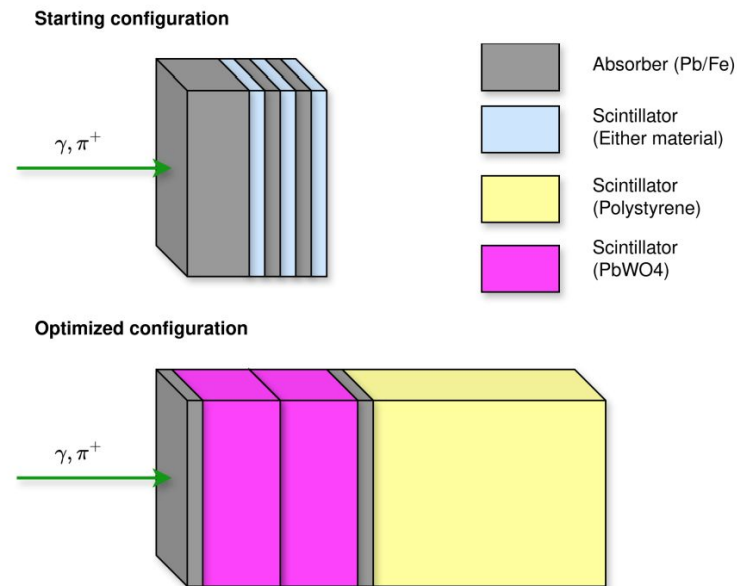 Starting configuration
γ, π⁺
Absorber (Pb/Fe)
Scintillator
(Either material)
Scintillator
(Polystyrene)
Scintillator
(PbWO4)
Optimized configuration
γ, π⁺